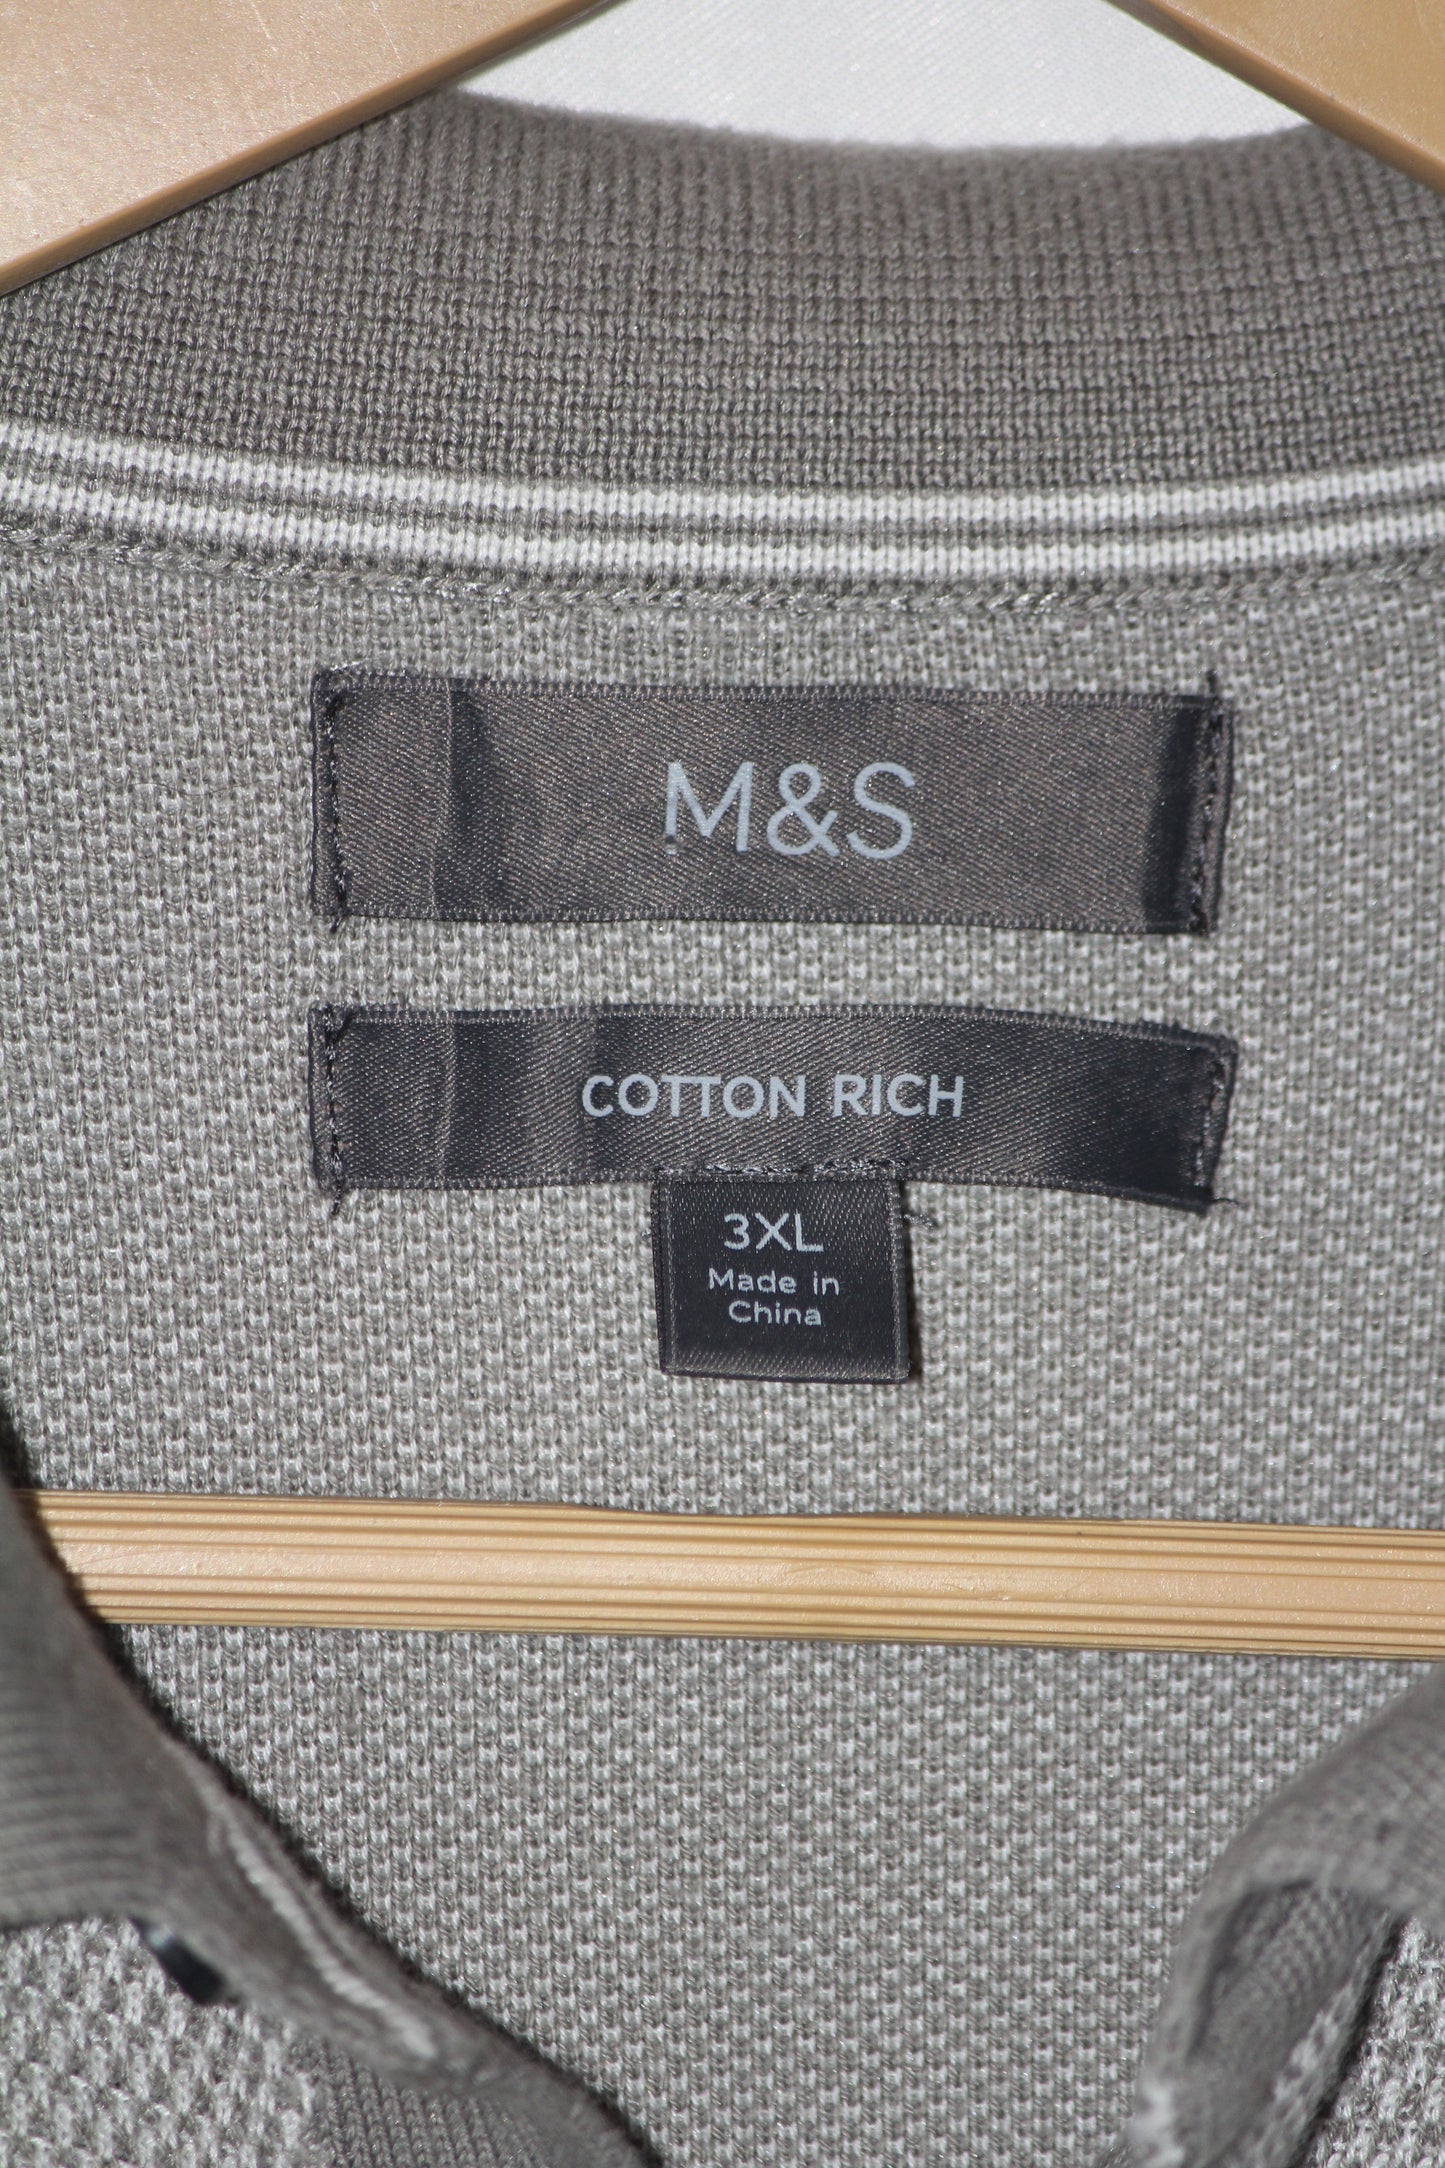 M&S
COTTON RICH
3XL
Made in
China